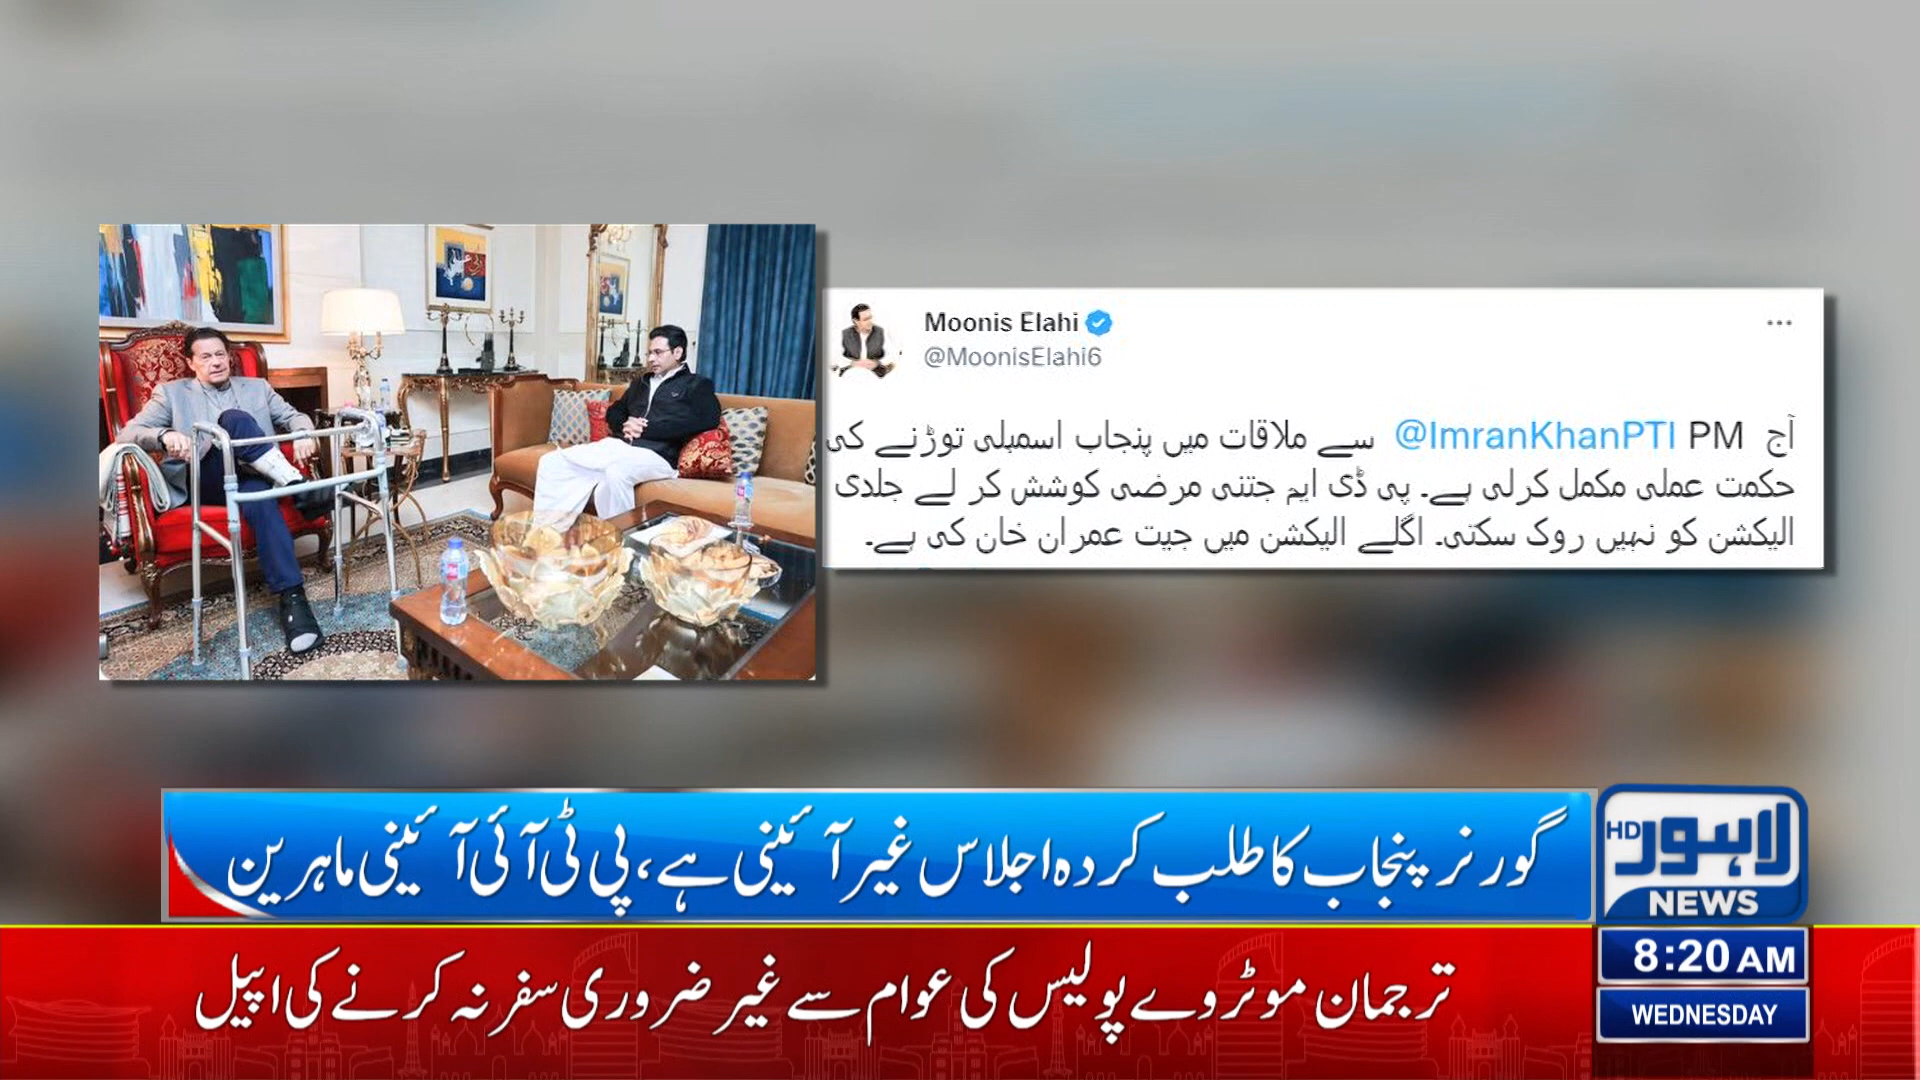 Moonis Elahi
@MoonisElahi6
آج PM @ImranKhanPTI سے ملاقات میں پنجاب اسمبلی توڑنے کی
حکمت عملی مکمل کرلی ہے۔ پی ڈی ایم جتنی مرضی کوشش کر لے جلدی
الیکشن کو نہیں روک سکتی۔ اگلے الیکشن میں جیت عمران خان کی ہے۔
گورنر پنجاب کا طلب کردہ اجلاس غیر آئینی ہے، پی ٹی آئی آئینی ماہرین
لاہور HD
NEWS
ترجمان موٹروے پولیس کی عوام سے غیر ضروری سفر نہ کرنے کی اپیل
8:20 AM
WEDNESDAY